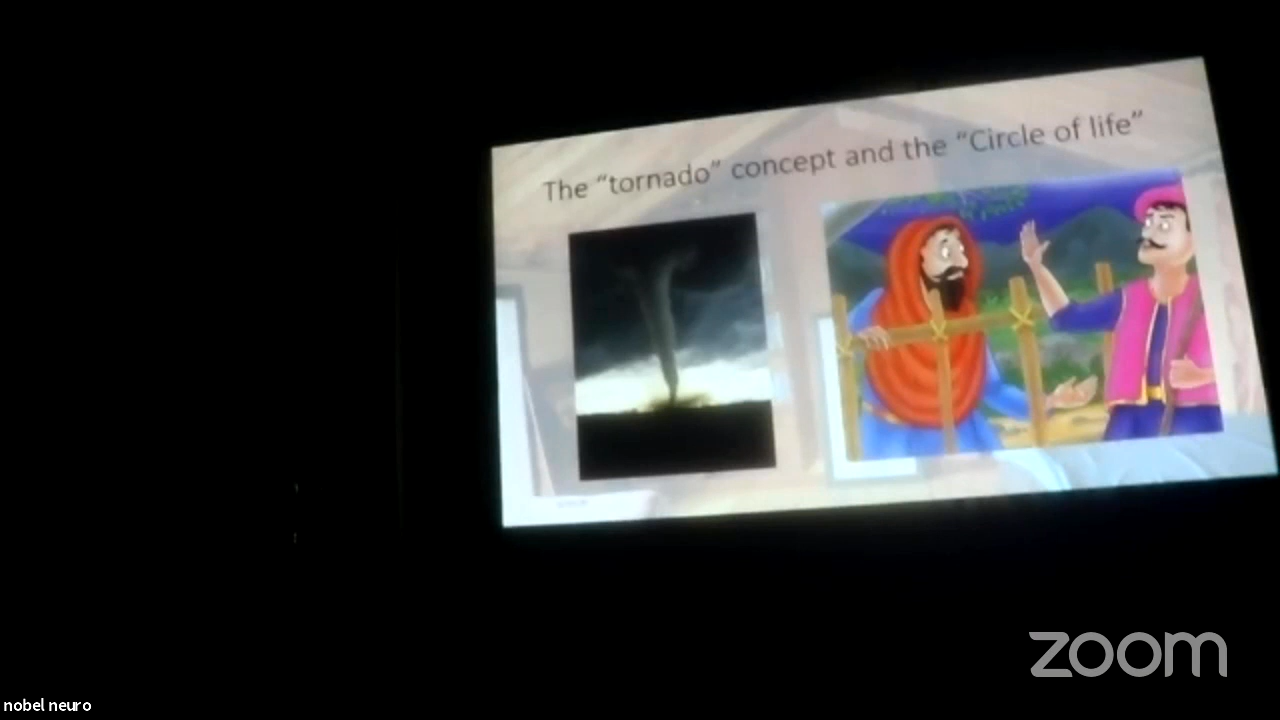 The “tornado” concept and the “Circle of life”
zoom
nobel neuro